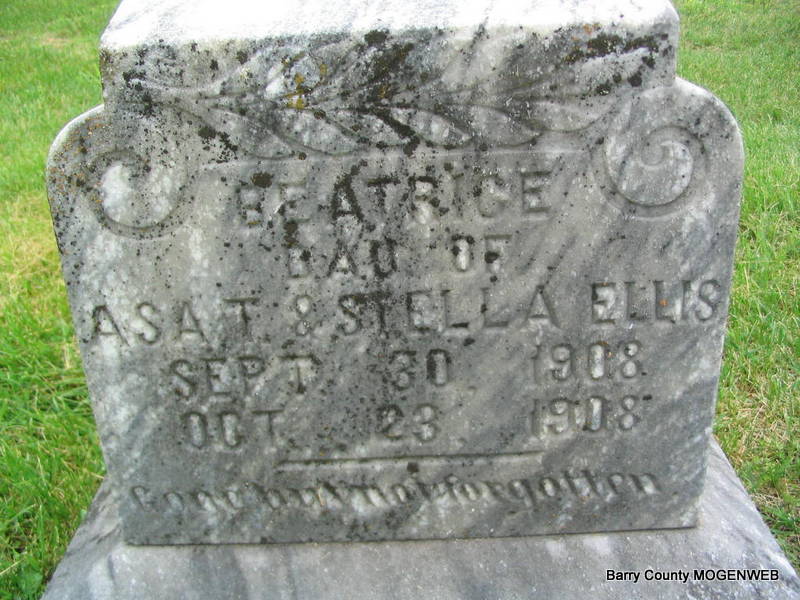 BEATRICE
DAU OF
ASA T. & STELLA ELLIS
SEPT 30 1908
OCT. 23 1908
Gone but not forgotten
Barry County MOGENWEB